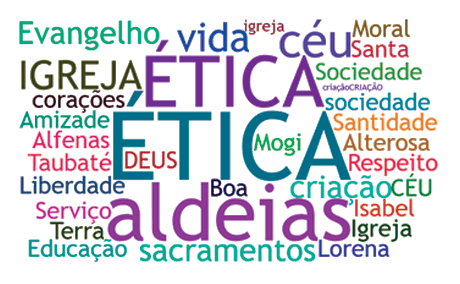 Evangelho vida igreja céu Moral
Santa
IGREJA ÉTICA Sociedade
criaçãoCRIAÇÃO
corações sociedade
Amizade ÉTICA Santidade
Alfenas Mogi Alterosa
Taubaté DEUS Respeito
Liberdade Boa criação CÉU
Serviço aldeias Isabel
Terra Igreja
Educação sacramentos Lorena